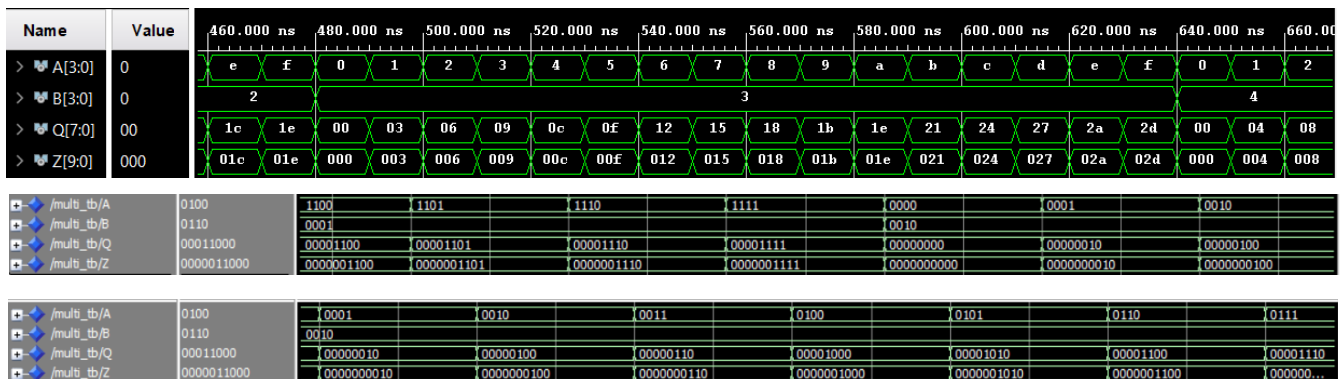 Name Value 460.000 ns 480.000 ns 500.000 ns 520.000 ns 540.000 ns 560.000 ns 580.000 ns 600.000 ns 620.000 ns 640.000 ns 660.00
> A[3:0] 0 e f 0 1 2 3 4 5 6 7 8 9 a b c d e f 0 1 2
> B[3:0] 0 2 3 4
> Q[7:0] 00 1c 1e 00 03 06 09 0c 0f 12 15 18 1b 1e 21 24 27 2a 2d 00 04 08
> Z[9:0] 000 01c 01e 000 003 006 009 00c 00f 012 015 018 01b 01e 021 024 027 02a 02d 000 004 008
/multi_tb/A 0100 1100 1101 1110 1111 0000 0001 0010
/multi_tb/B 0110 0001 0010
/multi_tb/Q 00011000 00001100 00001101 00001110 00001111 00000000 00000010 00000100
/multi_tb/Z 0000011000 0000001100 0000001101 0000001110 0000001111 0000000000 0000000010 0000000100
/multi_tb/A 0100 0001 0010 0011 0100 0101 0110 0111
/multi_tb/B 0110 0010
/multi_tb/Q 00011000 00000010 00000100 00000110 00001000 00001010 00001100 00001110
/multi_tb/Z 0000011000 0000000010 0000000100 0000000110 0000001000 0000001010 0000001100 000000...